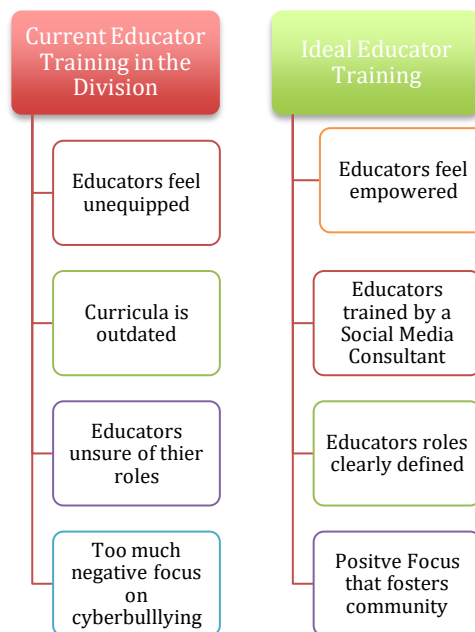 Current Educator
Training in the
Division
Educators feel
unequipped
Curricula is
outdated
Educators
unsure of thier
roles
Too much
negative focus
on
cyberbulllying
Ideal Educator
Training
Educators feel
empowered
Educators
trained by a
Social Media
Consultant
Educators roles
clearly defined
Positve Focus
that fosters
community